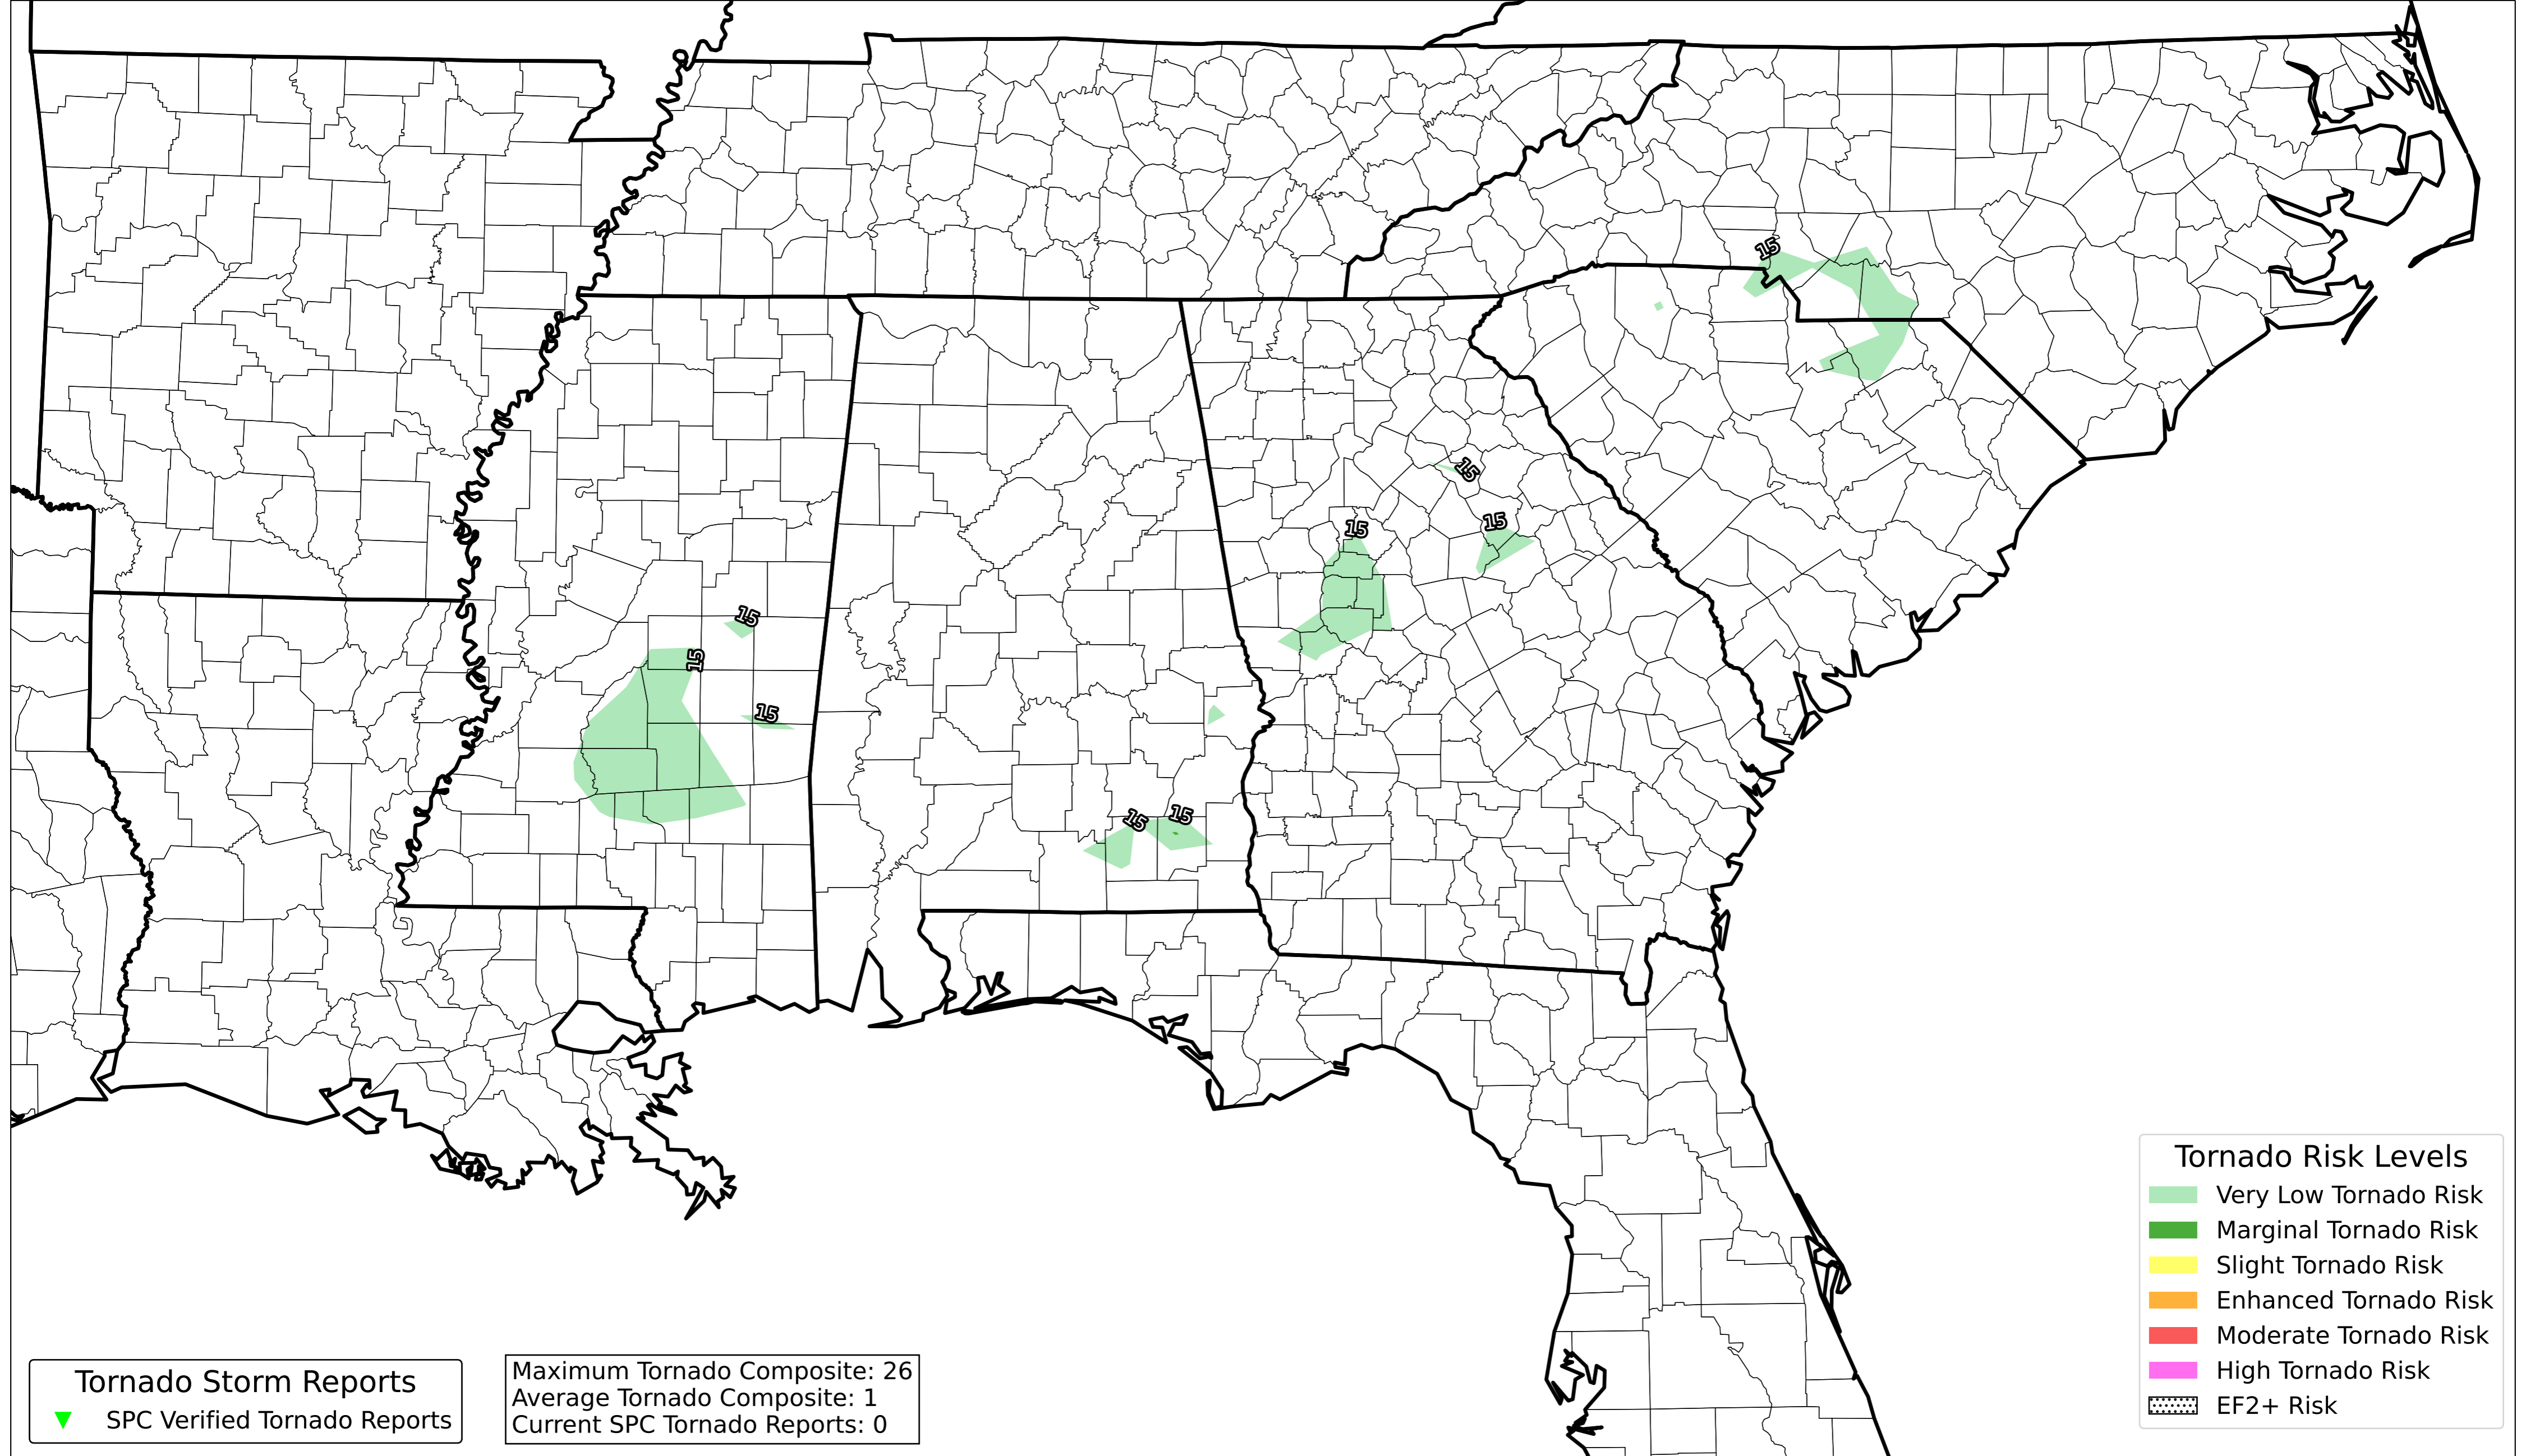 15
15
15
15
15
15
15
15
15
Tornado Storm Reports
SPC Verified Tornado Reports
Maximum Tornado Composite: 26
Average Tornado Composite: 1
Current SPC Tornado Reports: 0
Tornado Risk Levels
Very Low Tornado Risk
Marginal Tornado Risk
Slight Tornado Risk
Enhanced Tornado Risk
Moderate Tornado Risk
High Tornado Risk
EF2+ Risk